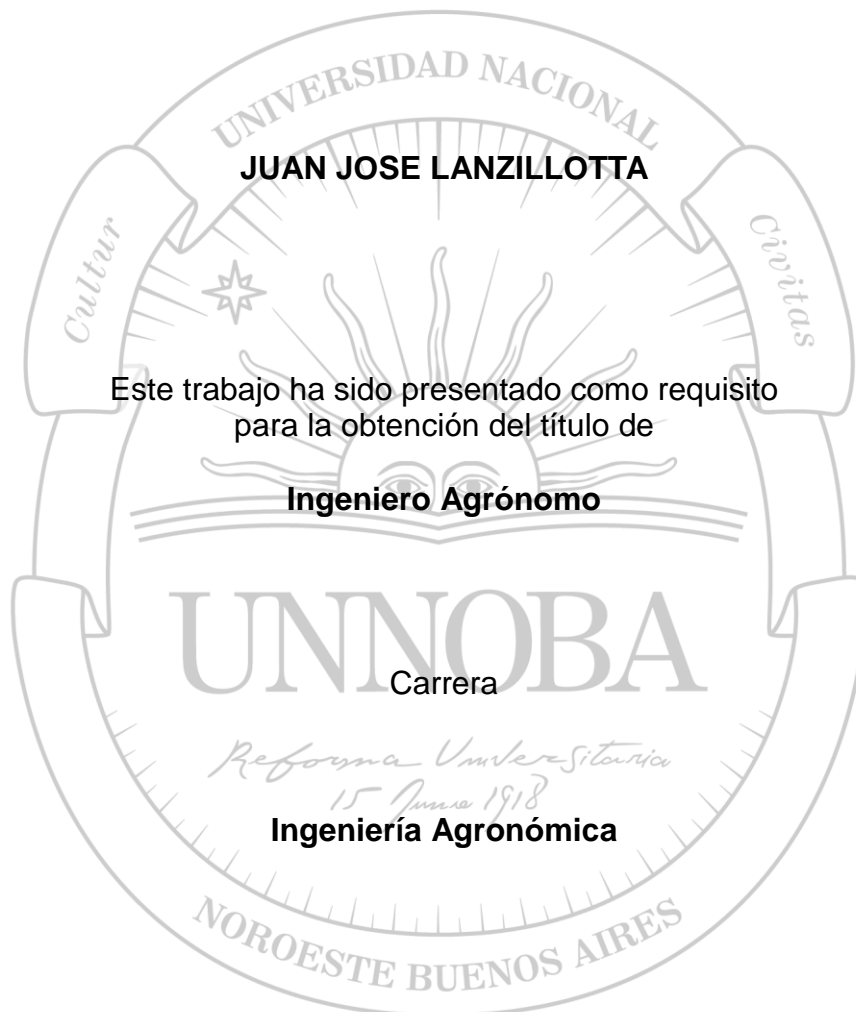 UNIVERSIDAD NACIONAL
JUAN JOSE LANZILLOTTA
Cultur
Civitas
Este trabajo ha sido presentado como requisito
para la obtención del título de
Ingeniero Agrónomo
UNNOBA
Carrera
Reforma Universitaria
15 Junio 1918
Ingeniería Agronómica
NOROESTE BUENOS AIRES